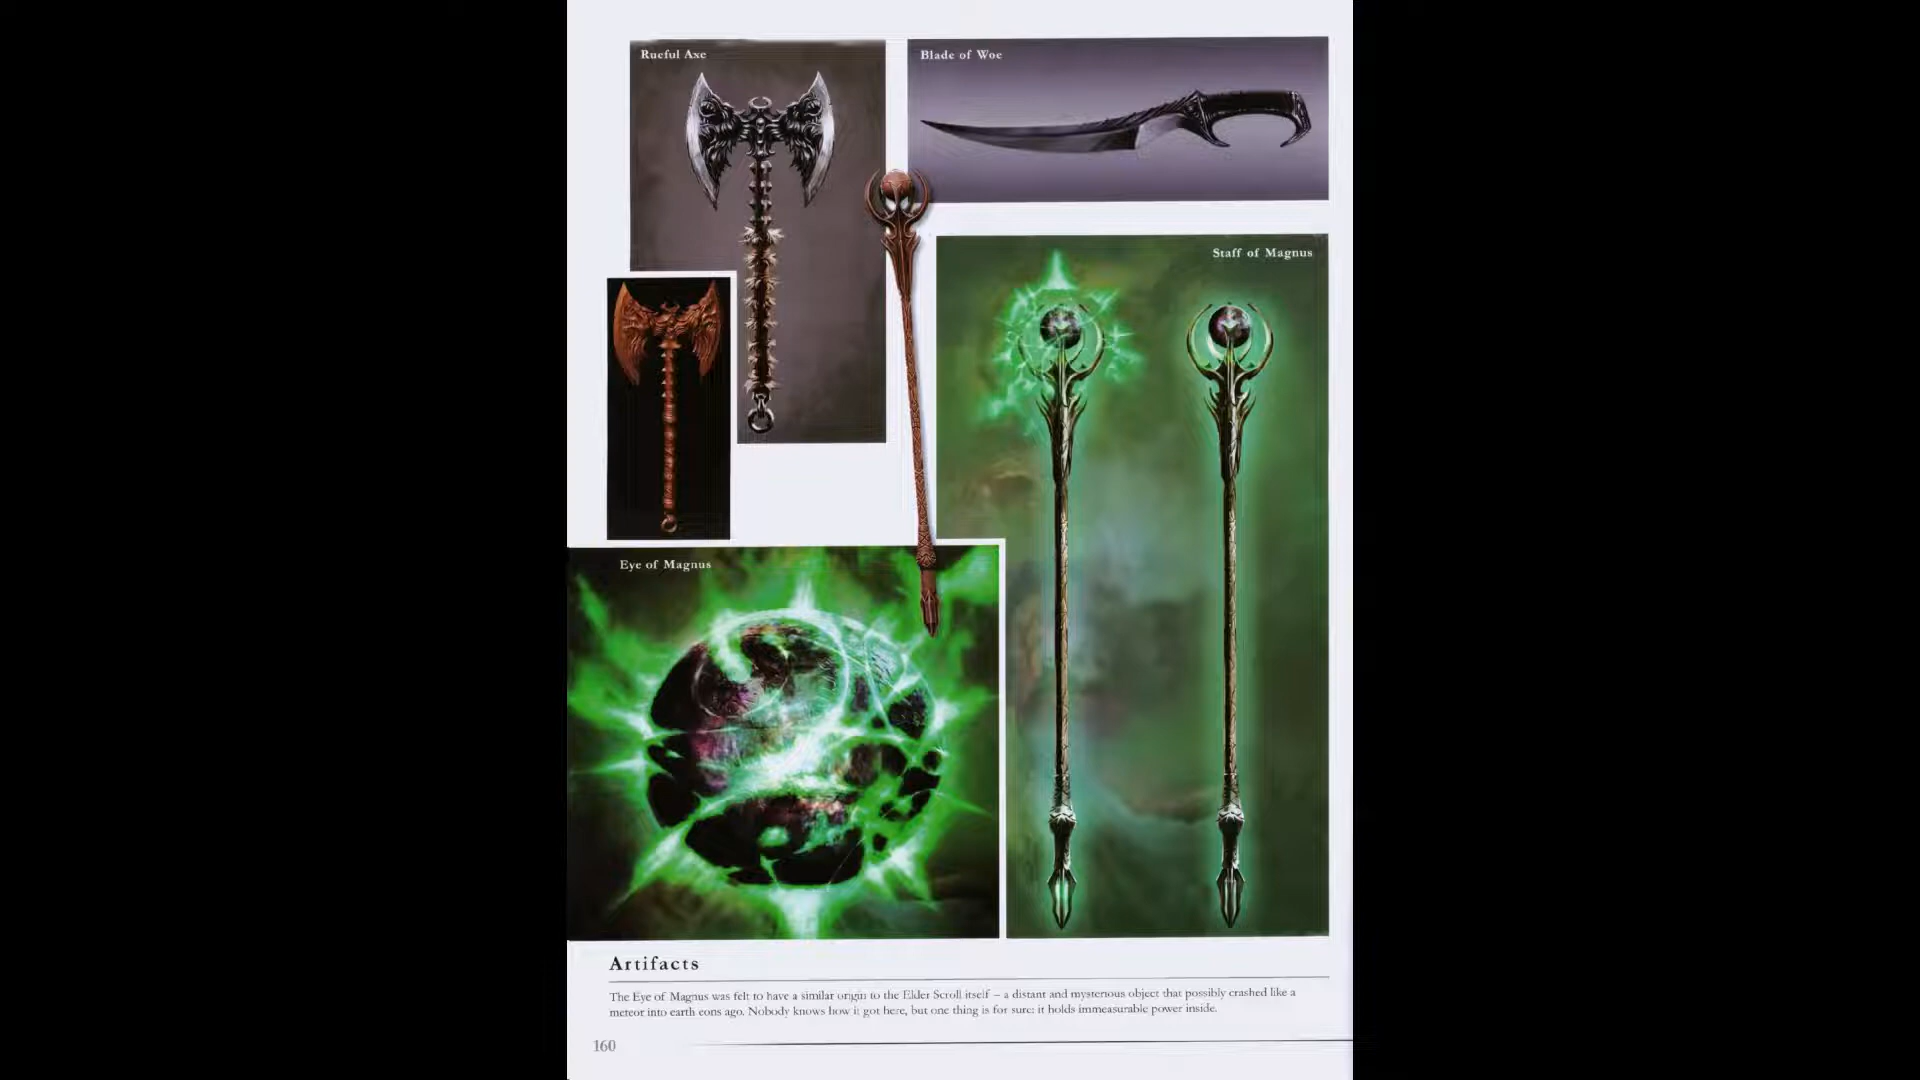 Rueful Axe
Blade of Woe
Staff of Magnus
Eye of Magnus
Artifacts
The Eye of Magnus was felt to have a similar origin to the Elder Scroll itself – a distant and mysterious object that possibly crashed like a
meteor into earth eons ago. Nobody knows how it got here, but one thing is for sure: it holds immeasurable power inside.
160